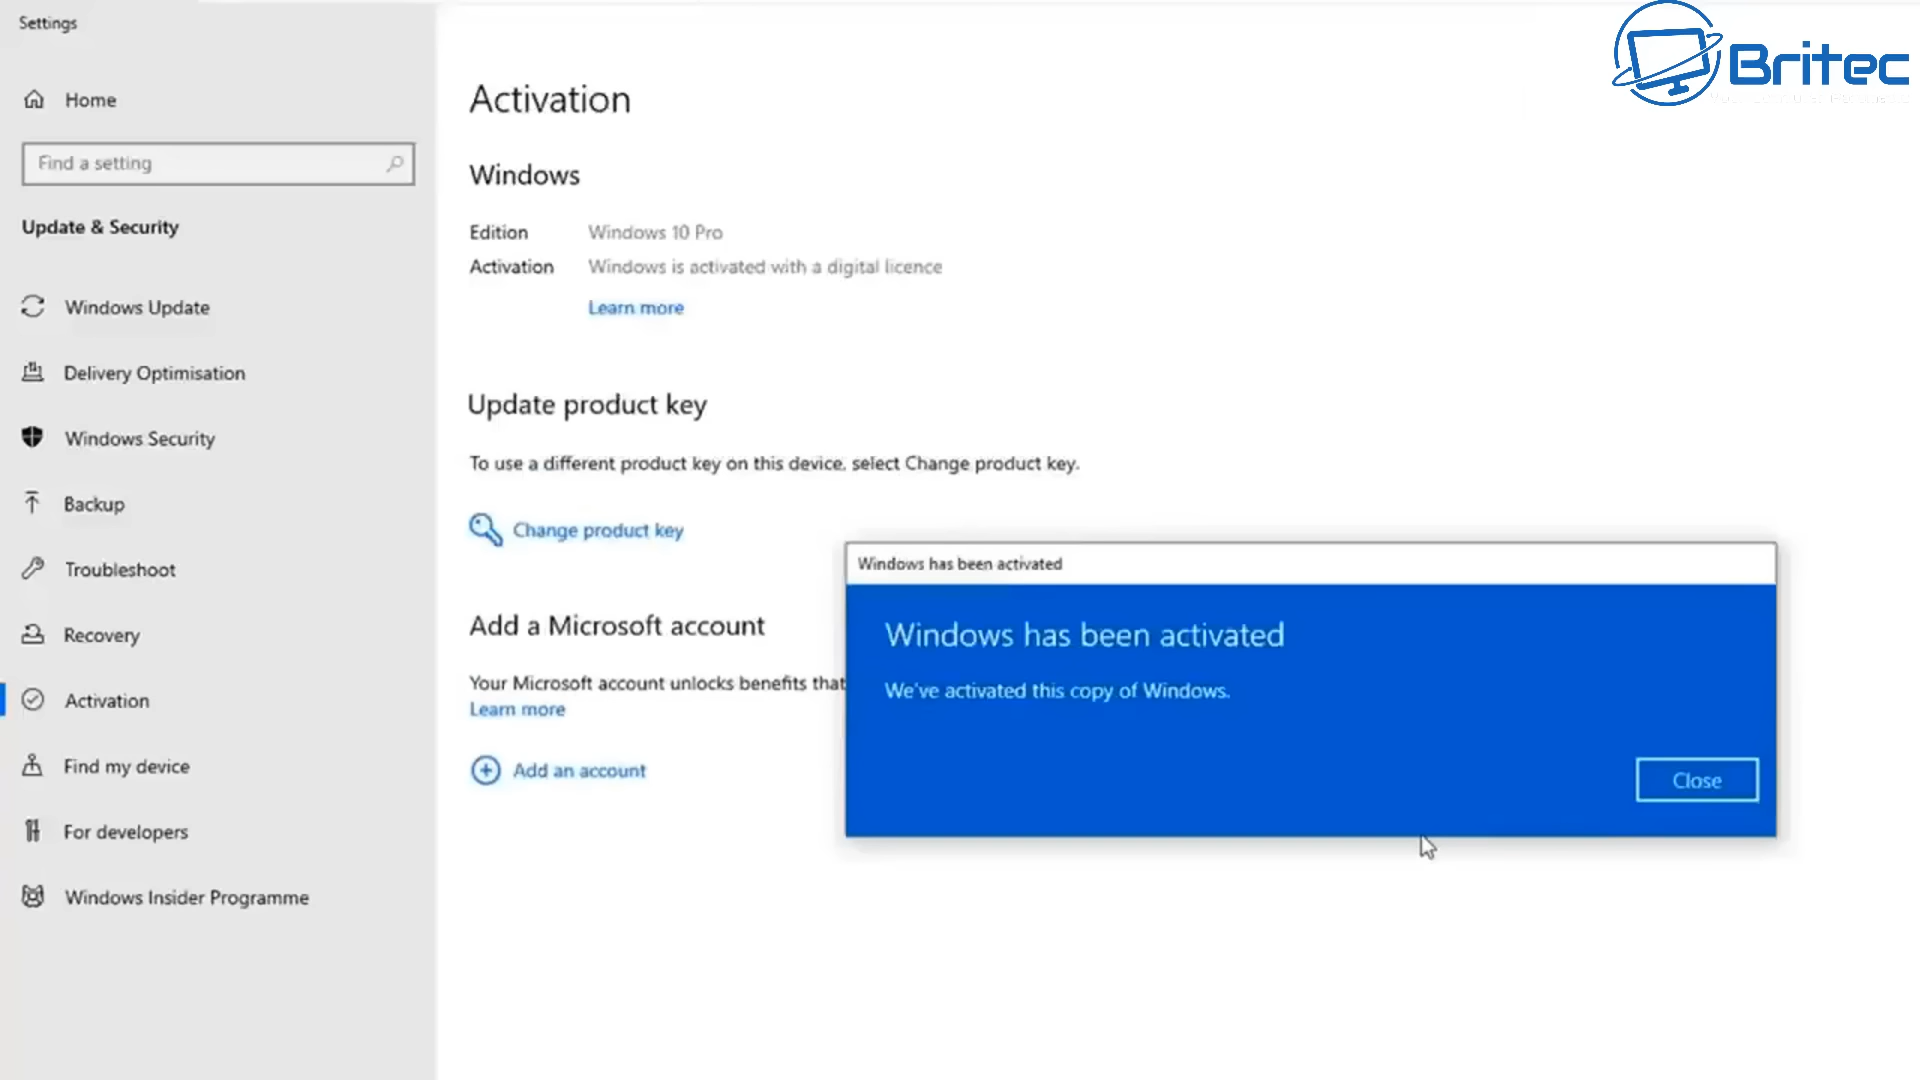 Settings
Britec
Home
Find a setting
Update & Security
Windows Update
Delivery Optimisation
Windows Security
Backup
Troubleshoot
Recovery
Activation
Find my device
For developers
Windows Insider Programme
Activation
Windows
Edition Windows 10 Pro
Activation Windows is activated with a digital licence
Learn more
Update product key
To use a different product key on this device, select Change product key.
Change product key
Add a Microsoft account
Your Microsoft account unlocks benefits that
Learn more
Add an account
Windows has been activated
Windows has been activated
We've activated this copy of Windows.
Close